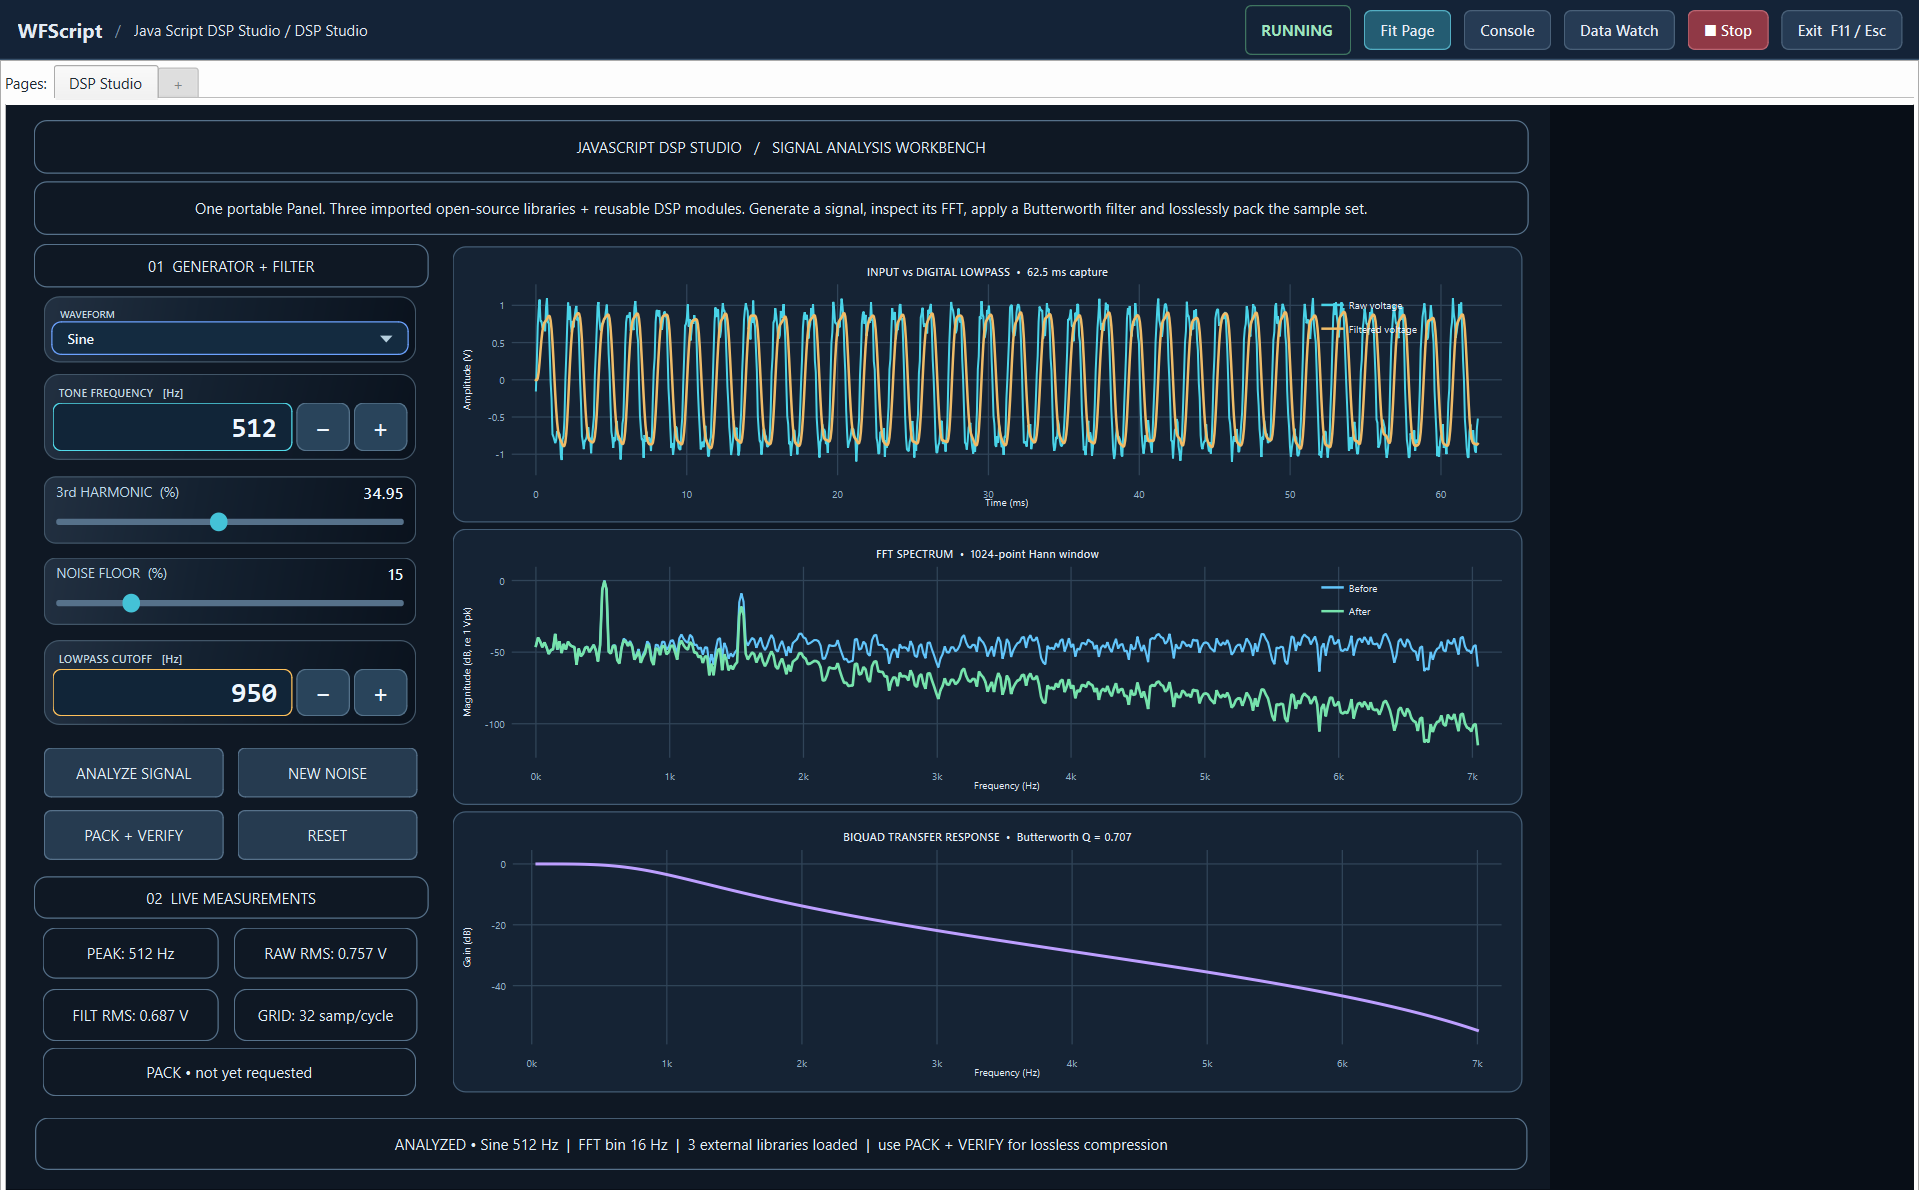 WFScript / Java Script DSP Studio / DSP Studio
RUNNING
Fit Page
Console
Data Watch
Stop
Exit F11 / Esc
Pages:
DSP Studio
+
JAVASCRIPT DSP STUDIO / SIGNAL ANALYSIS WORKBENCH
One portable Panel. Three imported open-source libraries + reusable DSP modules. Generate a signal, inspect its FFT, apply a Butterworth filter and losslessly pack the sample set.
01 GENERATOR + FILTER
WAVEFORM
Sine
TONE FREQUENCY [Hz]
512
−
+
3rd HARMONIC (%)
34.95
NOISE FLOOR (%)
15
LOWPASS CUTOFF [Hz]
950
−
+
ANALYZE SIGNAL
NEW NOISE
PACK + VERIFY
RESET
02 LIVE MEASUREMENTS
PEAK: 512 Hz
RAW RMS: 0.757 V
FILT RMS: 0.687 V
GRID: 32 samp/cycle
PACK • not yet requested
INPUT vs DIGITAL LOWPASS • 62.5 ms capture
Raw voltage
Filtered voltage
Amplitude (V)
1
0.5
0
-0.5
-1
0 10 20 30 40 50 60
Time (ms)
FFT SPECTRUM • 1024-point Hann window
Before
After
Magnitude (dB, re 1 Vpk)
0
-50
-100
0k 1k 2k 3k 4k 5k 6k 7k
Frequency (Hz)
BIQUAD TRANSFER RESPONSE • Butterworth Q = 0.707
Gain (dB)
0
-20
-40
0k 1k 2k 3k 4k 5k 6k 7k
Frequency (Hz)
ANALYZED • Sine 512 Hz | FFT bin 16 Hz | 3 external libraries loaded | use PACK + VERIFY for lossless compression